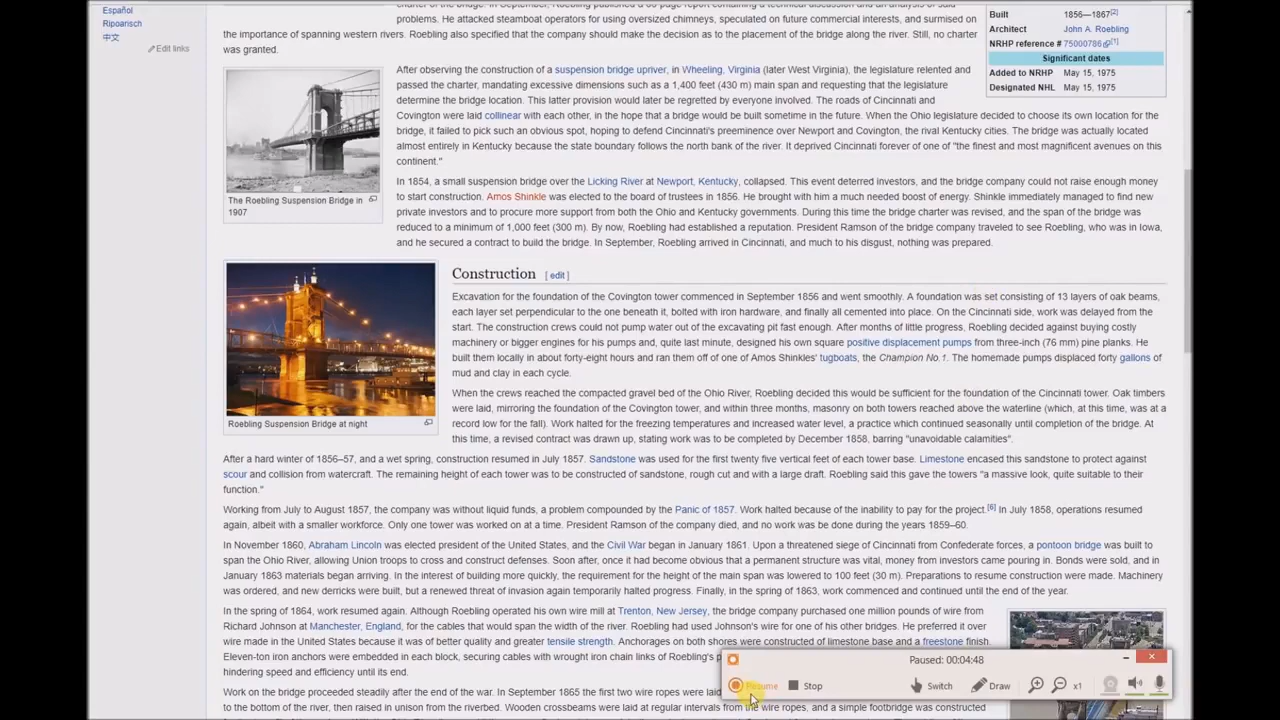 Español
Ripoarisch
中文
Edit links
problems. He attacked steamboat operators for using oversized chimneys, speculated on future commercial interests, and surmised on
the importance of spanning western rivers. Roebling also specified that the company should make the decision as to the placement of the bridge along the river. Still, no charter
was granted.
Built 1856—1867[2]
Architect John A. Roebling
NRHP reference # 75000786[1]
Significant dates
Added to NRHP May 15, 1975
Designated NHL May 15, 1975
The Roebling Suspension Bridge in
1907
After observing the construction of a suspension bridge upriver, in Wheeling, Virginia (later West Virginia), the legislature relented and
passed the charter, mandating excessive dimensions such as a 1,400 feet (430 m) main span and requesting that the legislature
determine the bridge location. This latter provision would later be regretted by everyone involved. The roads of Cincinnati and
Covington were laid collinear with each other, in the hope that a bridge would be built sometime in the future. When the Ohio legislature decided to choose its own location for the
bridge, it failed to pick such an obvious spot, hoping to defend Cincinnati's preeminence over Newport and Covington, the rival Kentucky cities. The bridge was actually located
almost entirely in Kentucky because the state boundary follows the north bank of the river. It deprived Cincinnati forever of one of "the finest and most magnificent avenues on this
continent."
In 1854, a small suspension bridge over the Licking River at Newport, Kentucky, collapsed. This event deterred investors, and the bridge company could not raise enough money
to start construction. Amos Shinkle was elected to the board of trustees in 1856. He brought with him a much needed boost of energy. Shinkle immediately managed to find new
private investors and to procure more support from both the Ohio and Kentucky governments. During this time the bridge charter was revised, and the span of the bridge was
reduced to a minimum of 1,000 feet (300 m). By now, Roebling had established a reputation. President Ramson of the bridge company traveled to see Roebling, who was in Iowa,
and he secured a contract to build the bridge. In September, Roebling arrived in Cincinnati, and much to his disgust, nothing was prepared.
Roebling Suspension Bridge at night
Construction [ edit ]
Excavation for the foundation of the Covington tower commenced in September 1856 and went smoothly. A foundation was set consisting of 13 layers of oak beams,
each layer set perpendicular to the one beneath it, bolted with iron hardware, and finally all cemented into place. On the Cincinnati side, work was delayed from the
start. The construction crews could not pump water out of the excavating pit fast enough. After months of little progress, Roebling decided against buying costly
machinery or bigger engines for his pumps and, quite last minute, designed his own square positive displacement pumps from three-inch (76 mm) pine planks. He
built them locally in about forty-eight hours and ran them off of one of Amos Shinkles' tugboats, the Champion No.1. The homemade pumps displaced forty gallons of
mud and clay in each cycle.
When the crews reached the compacted gravel bed of the Ohio River, Roebling decided this would be sufficient for the foundation of the Cincinnati tower. Oak timbers
were laid, mirroring the foundation of the Covington tower, and within three months, masonry on both towers reached above the waterline (which, at this time, was at a
record low for the fall). Work halted for the freezing temperatures and increased water level, a practice which continued seasonally until completion of the bridge. At
this time, a revised contract was drawn up, stating work was to be completed by December 1858, barring "unavoidable calamities".
After a hard winter of 1856–57, and a wet spring, construction resumed in July 1857. Sandstone was used for the first twenty five vertical feet of each tower base. Limestone encased this sandstone to protect against
scour and collision from watercraft. The remaining height of each tower was to be constructed of sandstone, rough cut and with a large draft. Roebling said this gave the towers "a massive look, quite suitable to their
function."
Working from July to August 1857, the company was without liquid funds, a problem compounded by the Panic of 1857. Work halted because of the inability to pay for the project.[6] In July 1858, operations resumed
again, albeit with a smaller workforce. Only one tower was worked on at a time. President Ramson of the company died, and no work was be done during the years 1859–60.
In November 1860, Abraham Lincoln was elected president of the United States, and the Civil War began in January 1861. Upon a threatened siege of Cincinnati from Confederate forces, a pontoon bridge was built to
span the Ohio River, allowing Union troops to cross and construct defenses. Soon after, once it had become obvious that a permanent structure was vital, money from investors came pouring in. Bonds were sold, and in
January 1863 materials began arriving. In the interest of building more quickly, the requirement for the height of the main span was lowered to 100 feet (30 m). Preparations to resume construction were made. Machinery
was mended, and new derricks were built, but a renewed threat of invasion again temporarily halted progress. Finally, in the spring of 1863, work commenced and continued until the end of the year.
In the spring of 1864, work resumed again. Although Roebling operated his own wire mill at Trenton, New Jersey, the bridge company purchased one million pounds of wire from
Richard Johnson at Manchester, England, for the cables that would span the width of the river. Roebling had used Johnson's wire for one of his other bridges. He preferred it over
wire made in the United States because it was of better quality and greater tensile strength. Anchorages on both shores were constructed of limestone base and a freestone finish.
Eleven-ton iron anchors were embedded in each block, securing cables with wrought iron chain links of Roebling's
hindering speed and efficiency until its end.
Work on the bridge proceeded steadily after the end of the war. In September 1865 the first two wire ropes were laid
to the bottom of the river, then raised in unison from the riverbed. Wooden crossbeams were laid at regular intervals from the wire ropes, and a simple footbridge was constructed
Paused: 00:04:48
Resume Stop Switch Draw x1